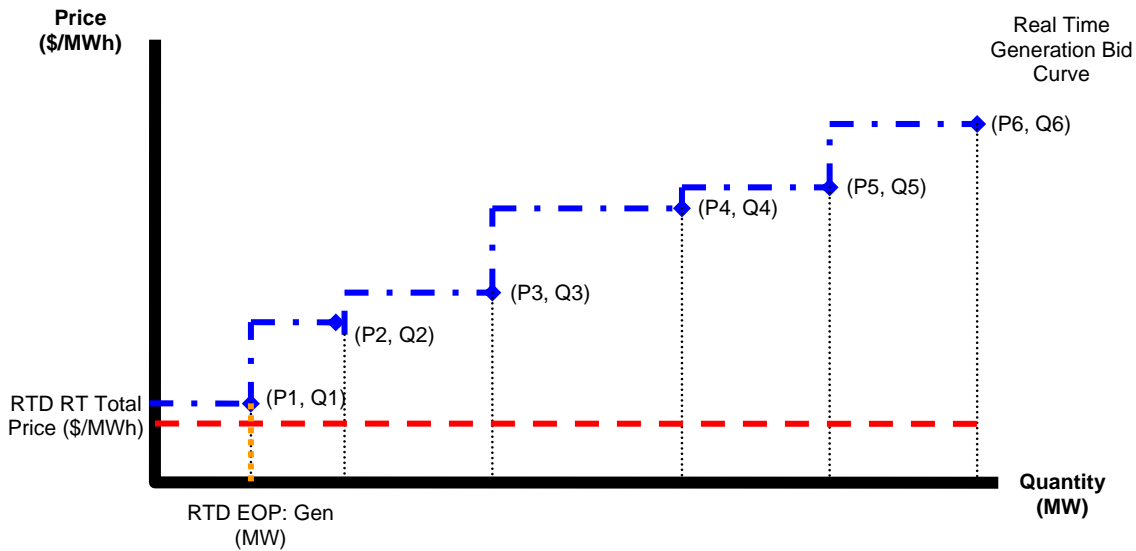 Price
($/MWh)
Real Time
Generation Bid
Curve
(P6, Q6)
(P5, Q5)
(P4, Q4)
(P3, Q3)
(P2, Q2)
(P1, Q1)
RTD RT Total
Price ($/MWh)
Quantity
(MW)
RTD EOP: Gen
(MW)